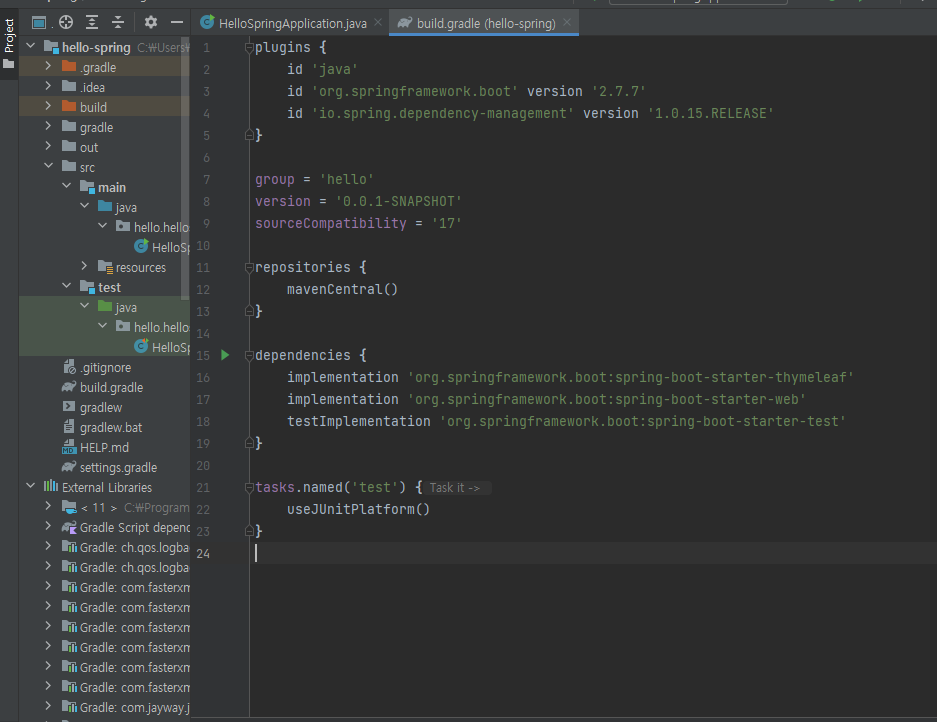 Project
HelloSpringApplication.java
build.gradle (hello-spring)
hello-spring C:￦Users￦
.gradle
.idea
build
gradle
out
src
main
java
hello.hello
HelloSp
resources
test
java
hello.hello
HelloSp
.gitignore
build.gradle
gradlew
gradlew.bat
HELP.md
settings.gradle
External Libraries
< 11 > C:￦Program
Gradle Script depend
Gradle: ch.qos.logba
Gradle: ch.qos.logba
Gradle: com.fasterxm
Gradle: com.fasterxm
Gradle: com.fasterxm
Gradle: com.fasterxm
Gradle: com.fasterxm
Gradle: com.fasterxm
Gradle: com.jayway.j
1 plugins {
2 id 'java'
3 id 'org.springframework.boot' version '2.7.7'
4 id 'io.spring.dependency-management' version '1.0.15.RELEASE'
5 }
6
7 group = 'hello'
8 version = '0.0.1-SNAPSHOT'
9 sourceCompatibility = '17'
10
11 repositories {
12 mavenCentral()
13 }
14
15 dependencies {
16 implementation 'org.springframework.boot:spring-boot-starter-thymeleaf'
17 implementation 'org.springframework.boot:spring-boot-starter-web'
18 testImplementation 'org.springframework.boot:spring-boot-starter-test'
19 }
20
21 tasks.named('test') { Task it ->
22 useJUnitPlatform()
23 }
24